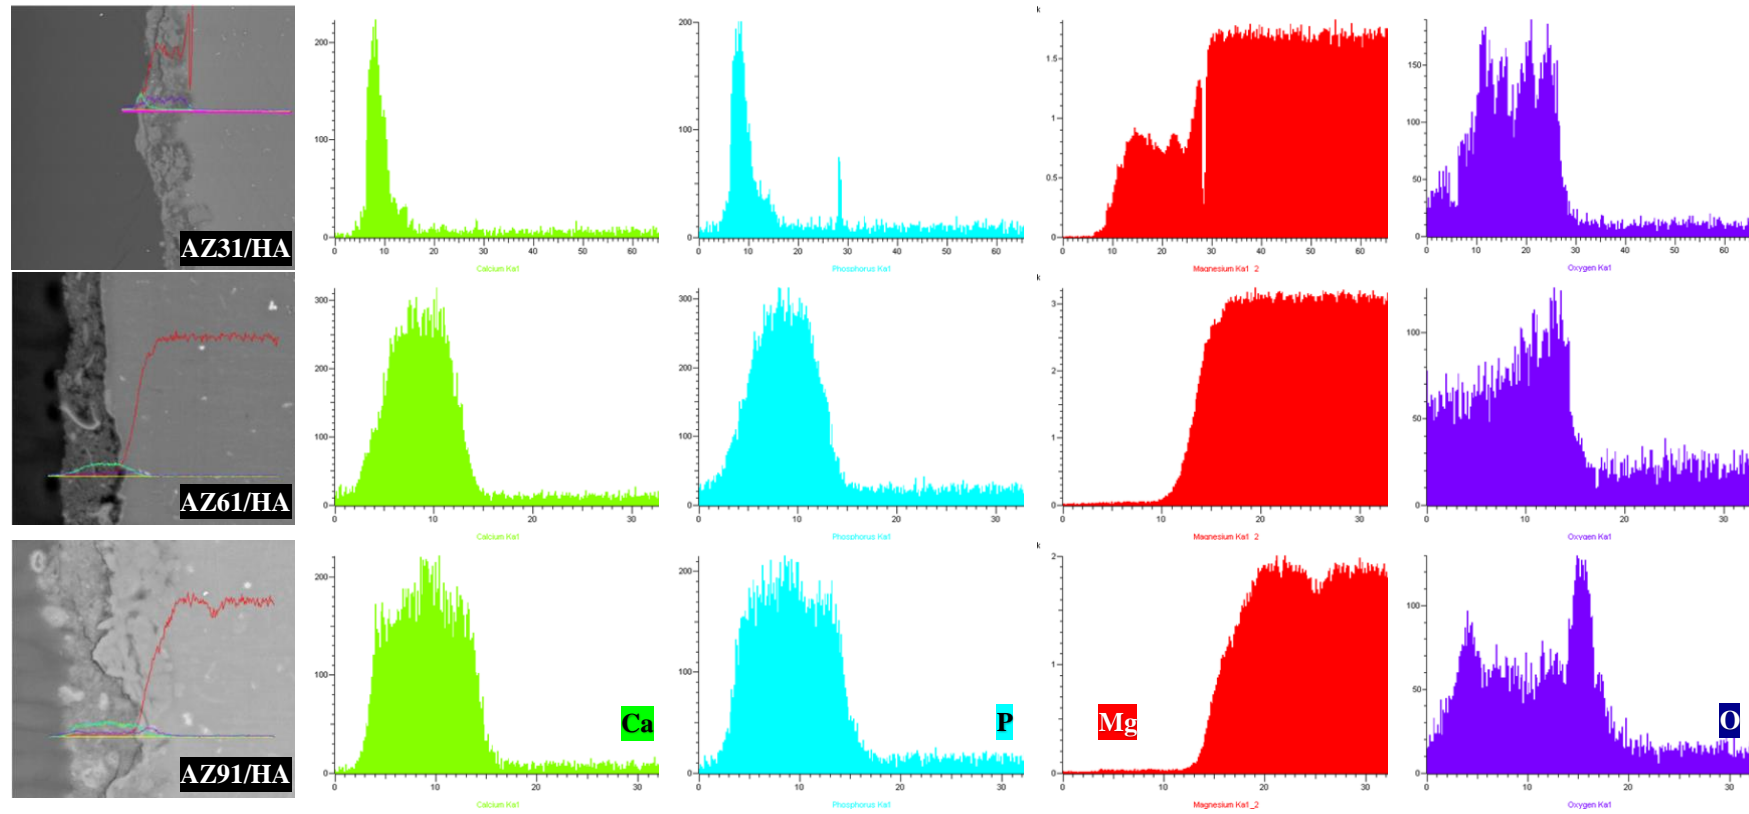 k
200
100
0
0 10 20 30 40 50 60
Calcium Ka1
200
100
0
0 10 20 30 40 50 60
Phosphorus Ka1
1.5
1
0.5
0
0 10 20 30 40 50 60
Magnesium Ka1_2
150
100
50
0
0 10 20 30 40 50 60
Oxygen Ka1
AZ31/HA
k
300
200
100
0
0 10 20 30
Calcium Ka1
300
200
100
0
0 10 20 30
Phosphorus Ka1
3
2
1
0
0 10 20 30
Magnesium Ka1_2
100
50
0
0 10 20 30
Oxygen Ka1
AZ61/HA
k
200
100
0
0 10 20 30
Calcium Ka1
Ca
200
100
0
0 10 20 30
Phosphorus Ka1
P
2
1
0
0 10 20 30
Magnesium Ka1_2
Mg
100
50
0
0 10 20 30
Oxygen Ka1
O
AZ91/HA